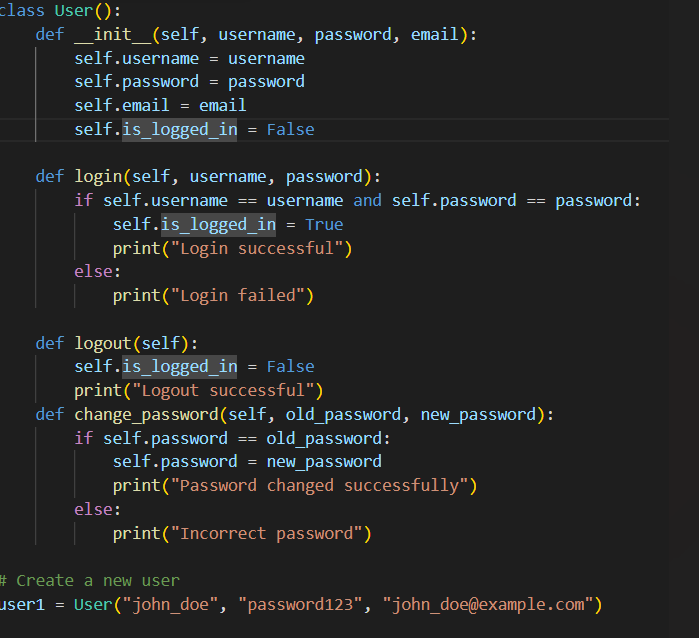 class User():
    def __init__(self, username, password, email):
        self.username = username
        self.password = password
        self.email = email
        self.is_logged_in = False
    def login(self, username, password):
        if self.username == username and self.password == password:
            self.is_logged_in = True
            print("Login successful")
        else:
            print("Login failed")
    def logout(self):
        self.is_logged_in = False
        print("Logout successful")
    def change_password(self, old_password, new_password):
        if self.password == old_password:
            self.password = new_password
            print("Password changed successfully")
        else:
            print("Incorrect password")
# Create a new user
user1 = User("john_doe", "password123", "john_doe@example.com")